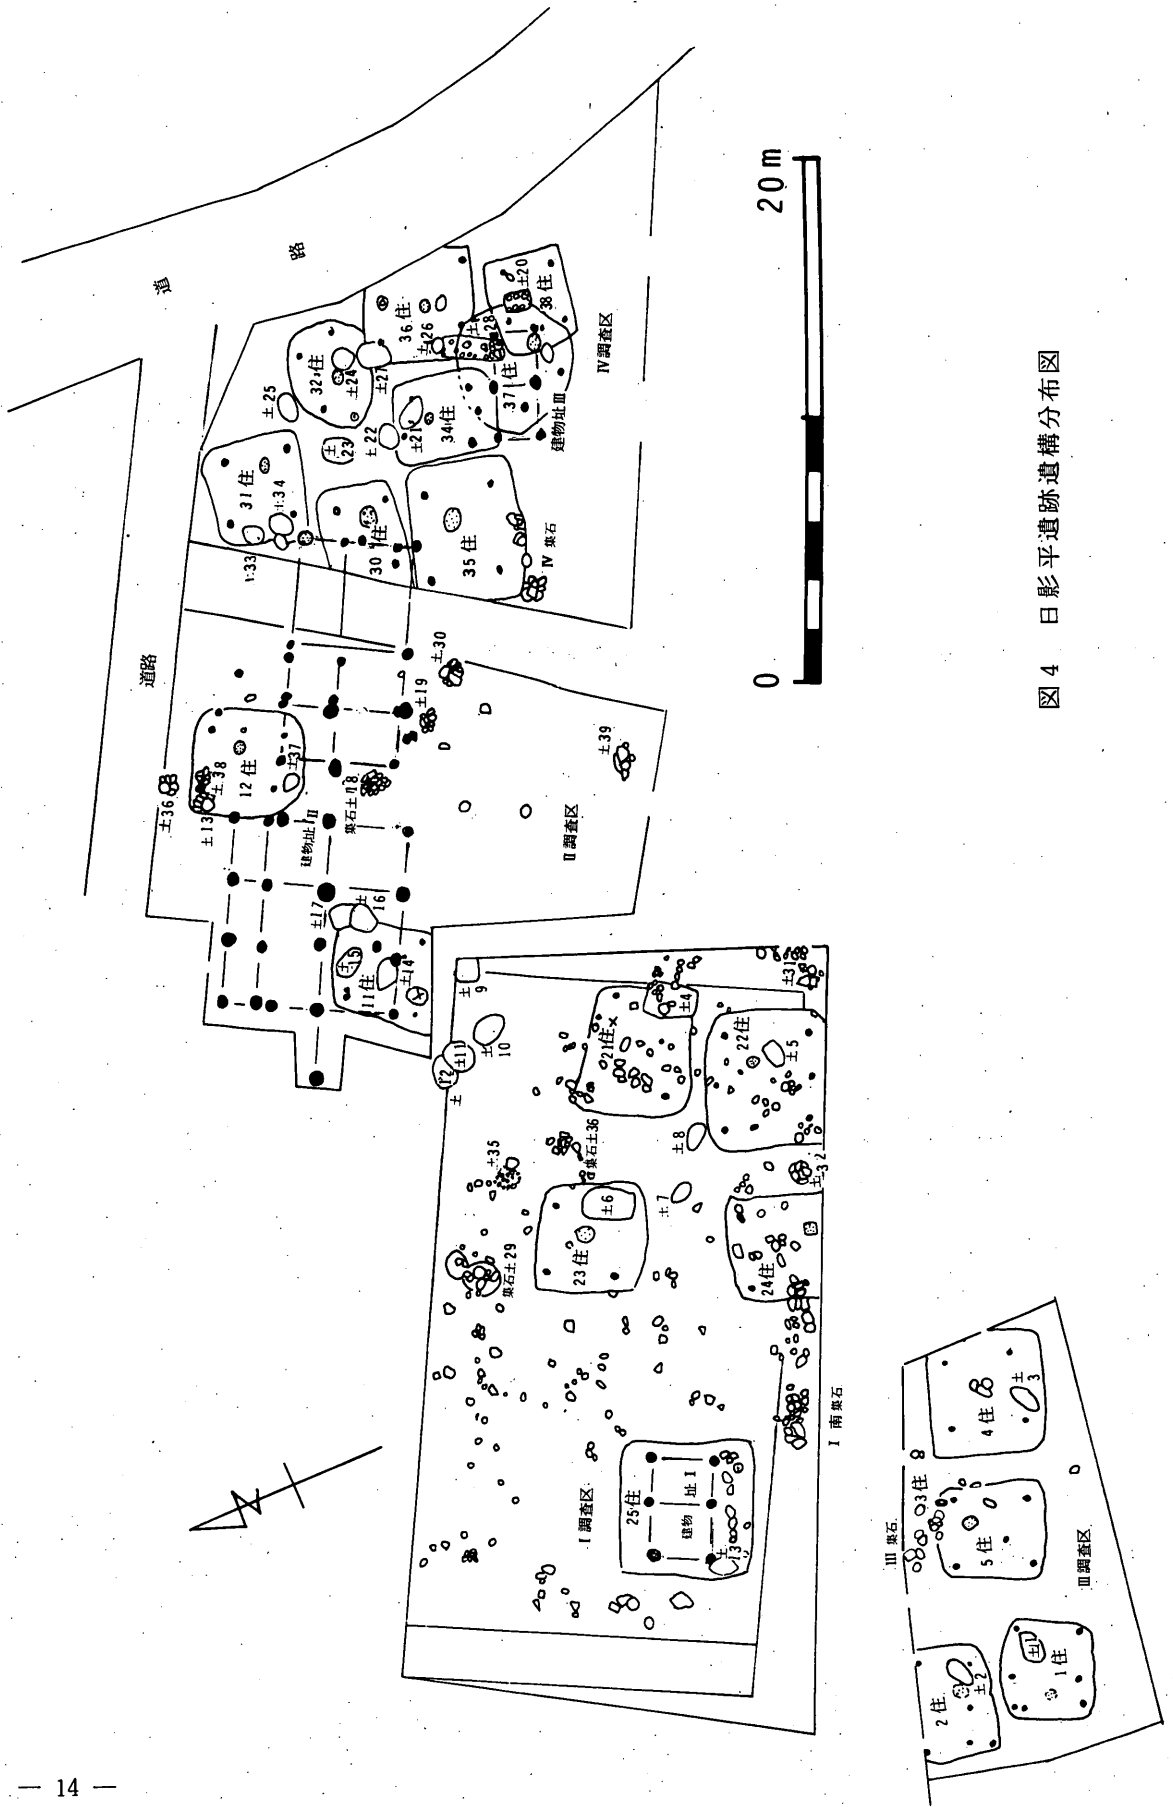 道
路
道路
32住
土24
土25
土27
36住
土26
土28
土20
38住
37住
建物址Ⅲ
Ⅳ調査区
34住
土21
土22
土23
31住
土34
土33
30住
35住
Ⅳ集石
土30
土19
D
D
土39
土36
土38
土13
12住
土37
建物址Ⅱ
集石土18
Ⅱ調査区
土17
土16
土15
11住
土14
土9
土10
土11
土12
土31
土4
21住
22住
土5
土8
集石土36
土35
土32
土7
土6
23住
24住
集石土29
Ⅰ南集石
Ⅰ調査区
25住
建物址Ⅰ
土13
4住
土3
3住
Ⅲ集石
5住
Ⅲ調査区
土1
1住
2住
土2
0
20m
図4 日影平遺跡遺構分布図
— 14 —